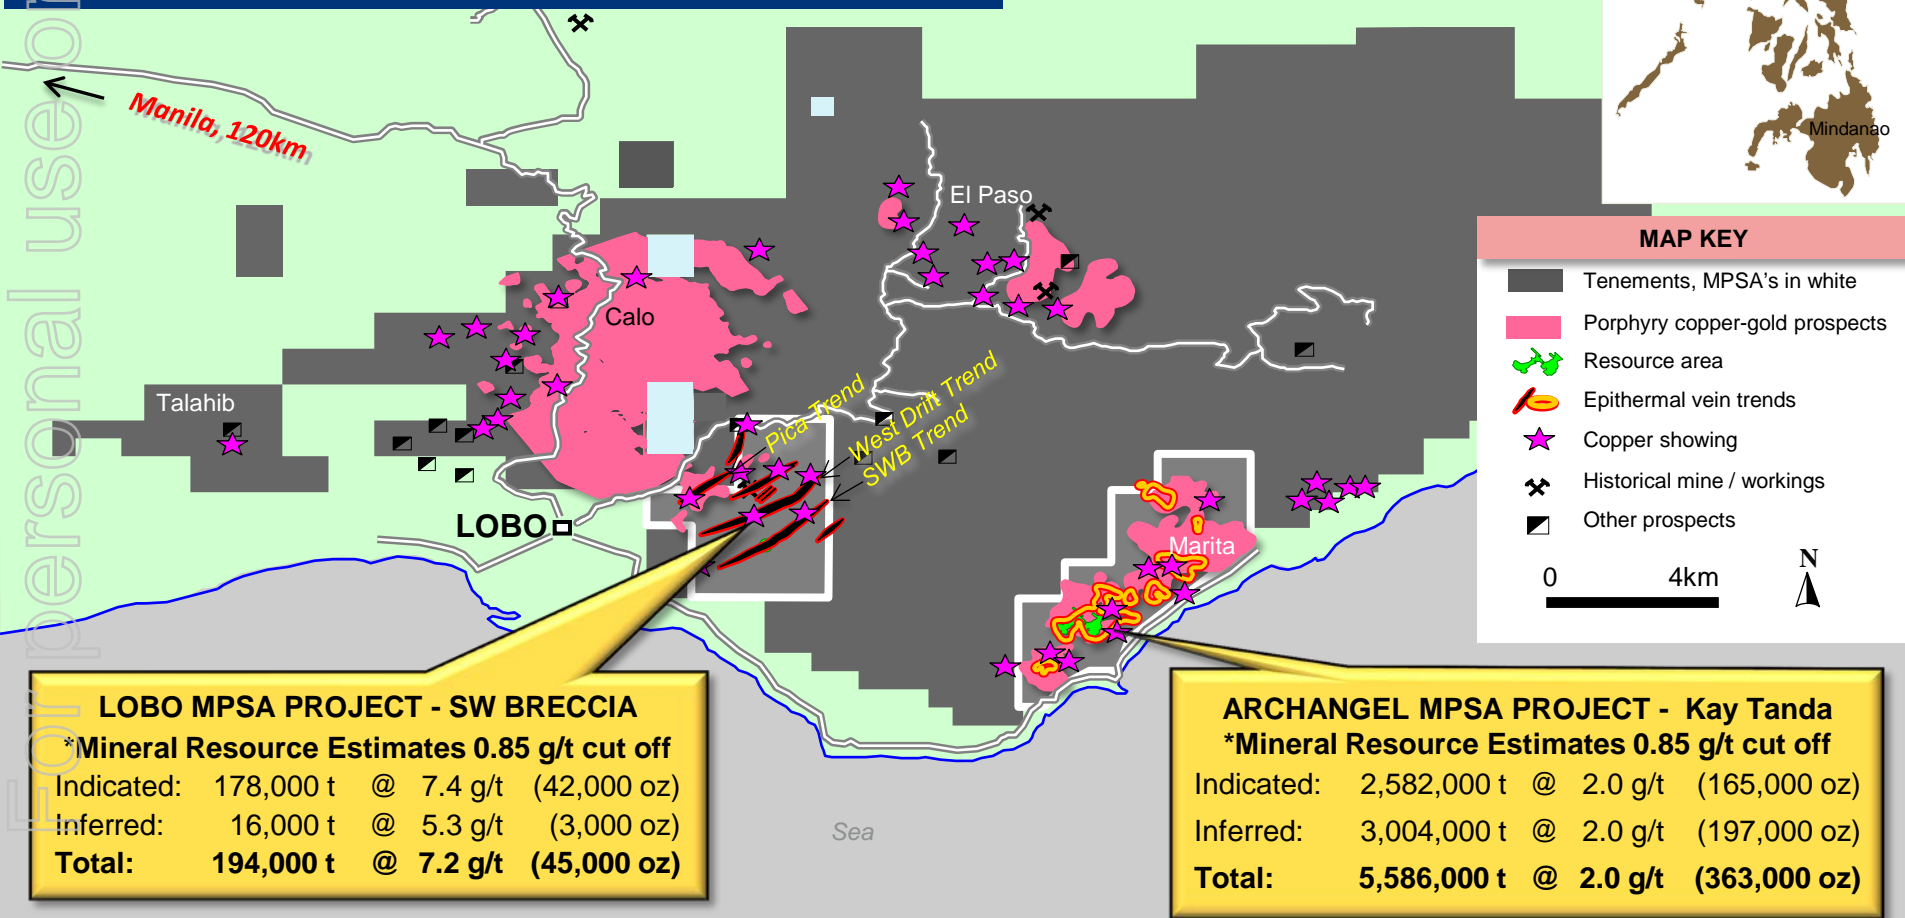 For personal use on
Manila, 120km
Mindanao
El Paso
MAP KEY
Tenements, MPSA's in white
Porphyry copper-gold prospects
Resource area
Epithermal vein trends
Copper showing
Historical mine / workings
Other prospects
0 4km
N
Calo
Talahib
Pica Trend
West Drift Trend
SWB Trend
LOBO
Marita
LOBO MPSA PROJECT - SW BRECCIA
*Mineral Resource Estimates 0.85 g/t cut off
Indicated: 178,000 t @ 7.4 g/t (42,000 oz)
Inferred: 16,000 t @ 5.3 g/t (3,000 oz)
Total: 194,000 t @ 7.2 g/t (45,000 oz)
Sea
ARCHANGEL MPSA PROJECT - Kay Tanda
*Mineral Resource Estimates 0.85 g/t cut off
Indicated: 2,582,000 t @ 2.0 g/t (165,000 oz)
Inferred: 3,004,000 t @ 2.0 g/t (197,000 oz)
Total: 5,586,000 t @ 2.0 g/t (363,000 oz)